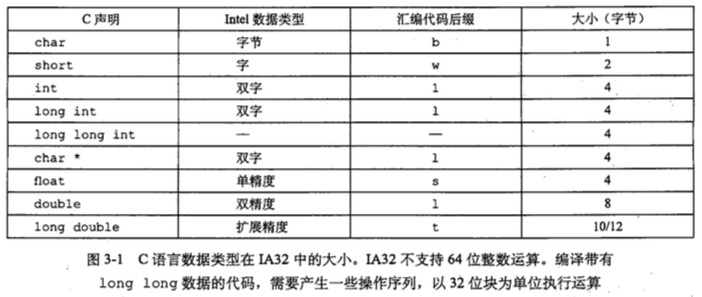 C 声明 Intel 数据类型 汇编代码后缀 大小（字节）
char 字节 b 1
short 字 w 2
int 双字 l 4
long int 双字 l 4
long long int — — 4
char * 双字 l 4
float 单精度 s 4
double 双精度 l 8
long double 扩展精度 t 10/12
图 3-1 C 语言数据类型在 IA32 中的大小。IA32 不支持 64 位整数运算。编译带有
long long 数据的代码，需要产生一些操作序列，以 32 位块为单位执行运算